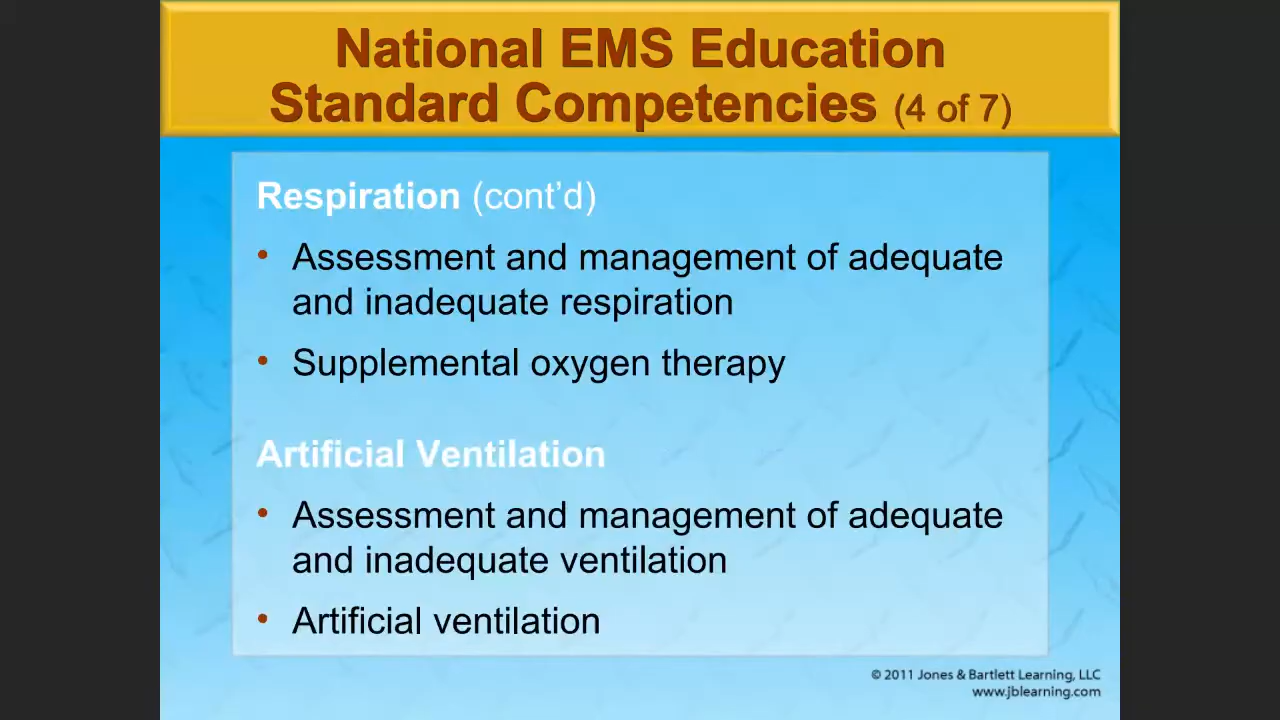 National EMS Education
Standard Competencies (4 of 7)
Respiration (cont’d)
• Assessment and management of adequate
and inadequate respiration
• Supplemental oxygen therapy
Artificial Ventilation
• Assessment and management of adequate
and inadequate ventilation
• Artificial ventilation
© 2011 Jones & Bartlett Learning, LLC
www.jblearning.com